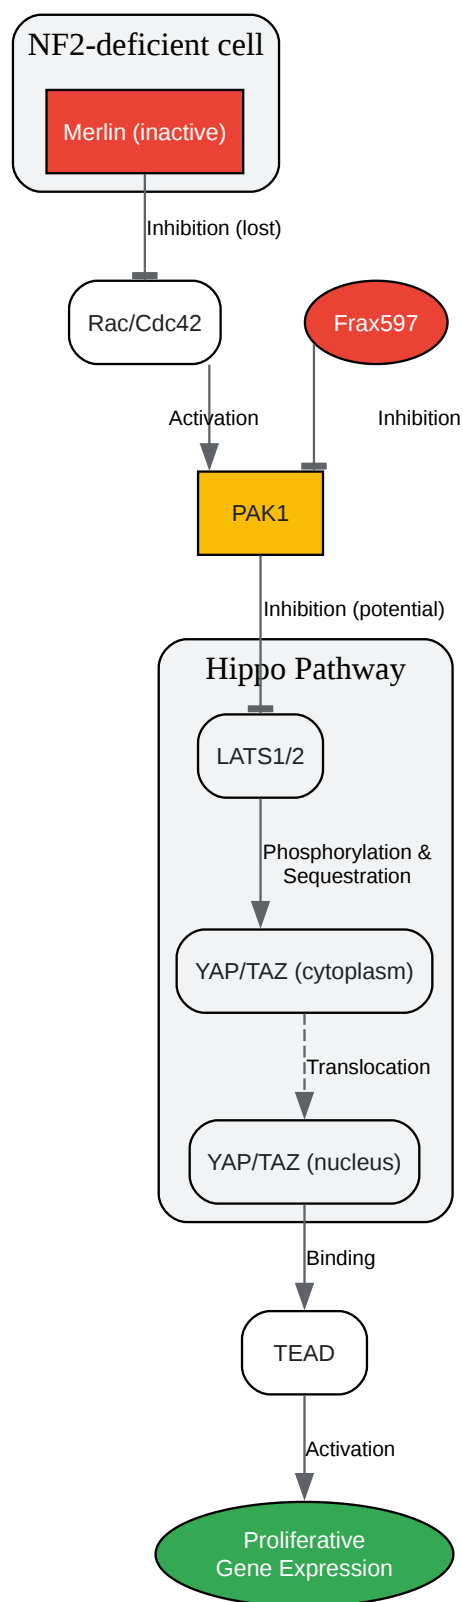 NF2-deficient cell
Merlin (inactive)
Inhibition (lost)
Rac/Cdc42
Frax597
Activation
Inhibition
PAK1
Inhibition (potential)
Hippo Pathway
LATS1/2
Phosphorylation &
Sequestration
YAP/TAZ (cytoplasm)
Translocation
YAP/TAZ (nucleus)
Binding
TEAD
Activation
Proliferative
Gene Expression